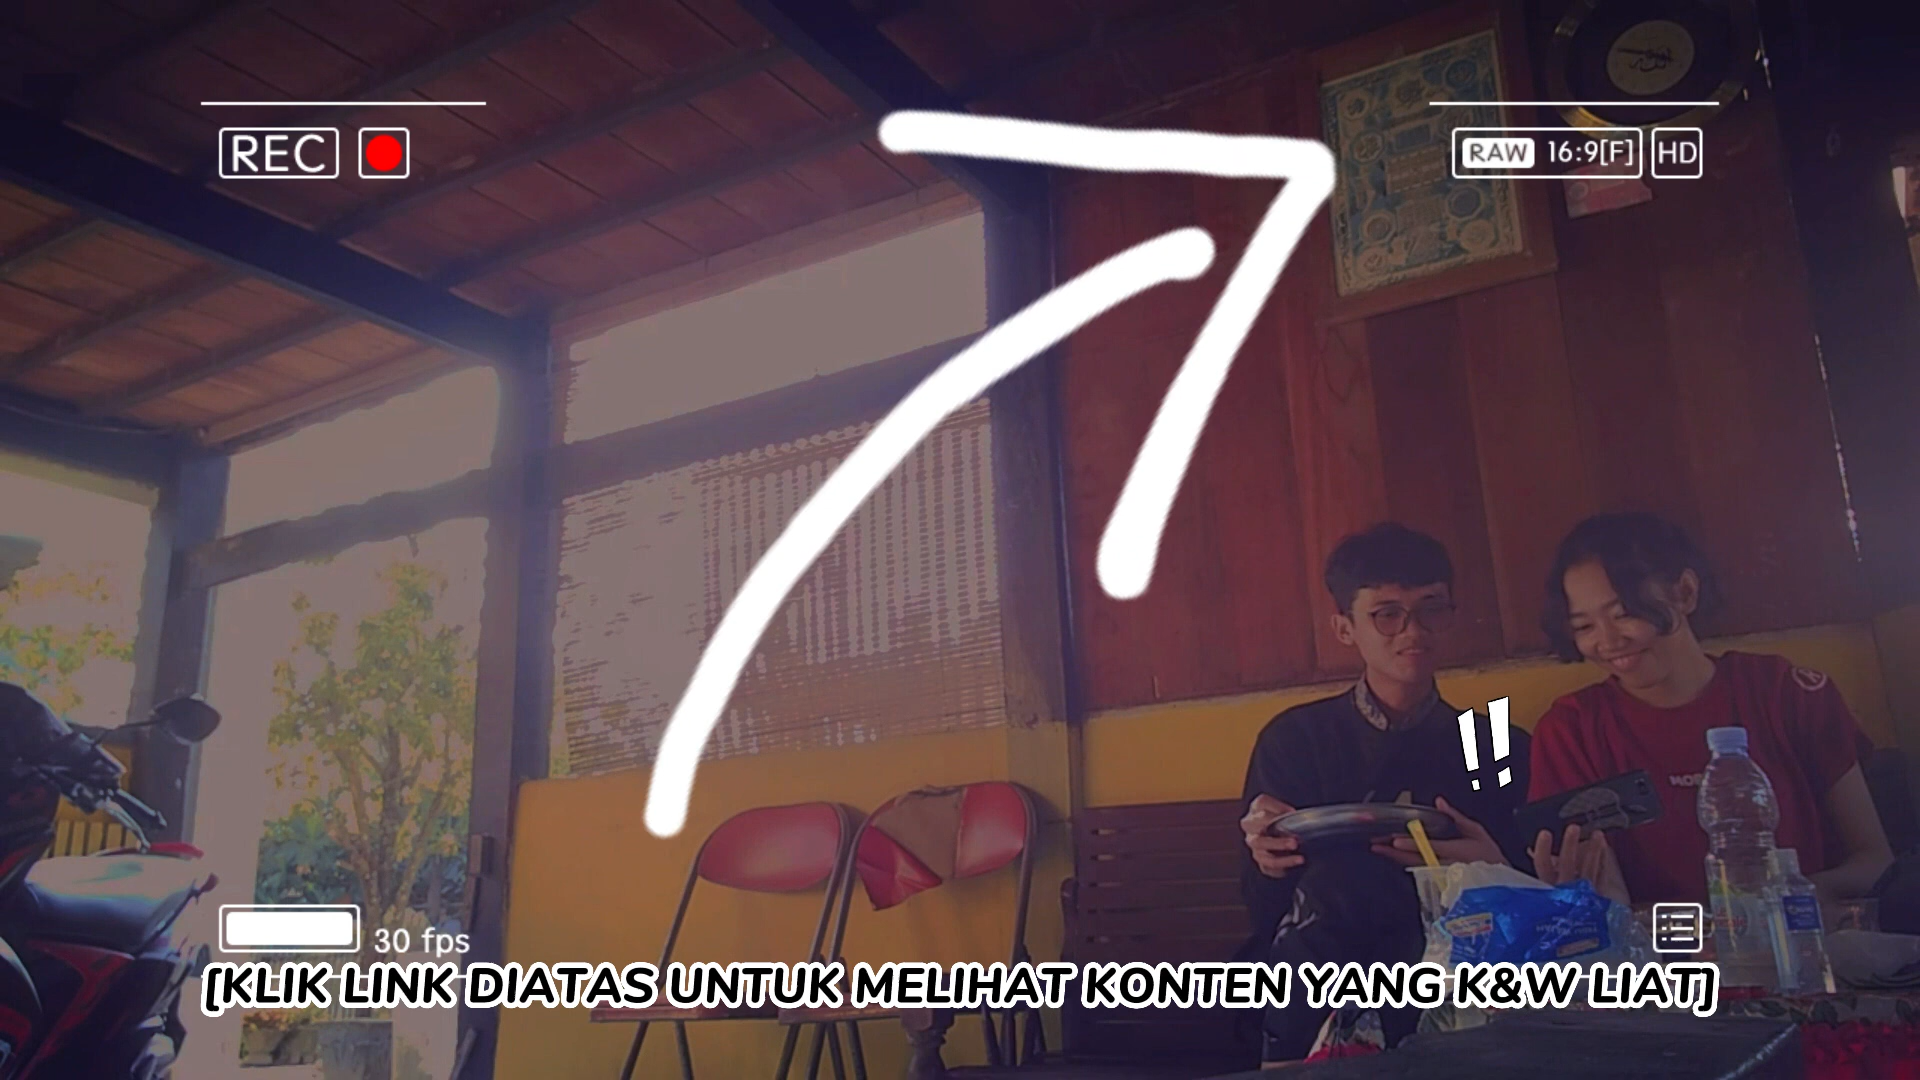 REC
RAW 16:9[F] HD
!!
30 fps
[KLIK LINK DIATAS UNTUK MELIHAT KONTEN YANG K&W LIAT]